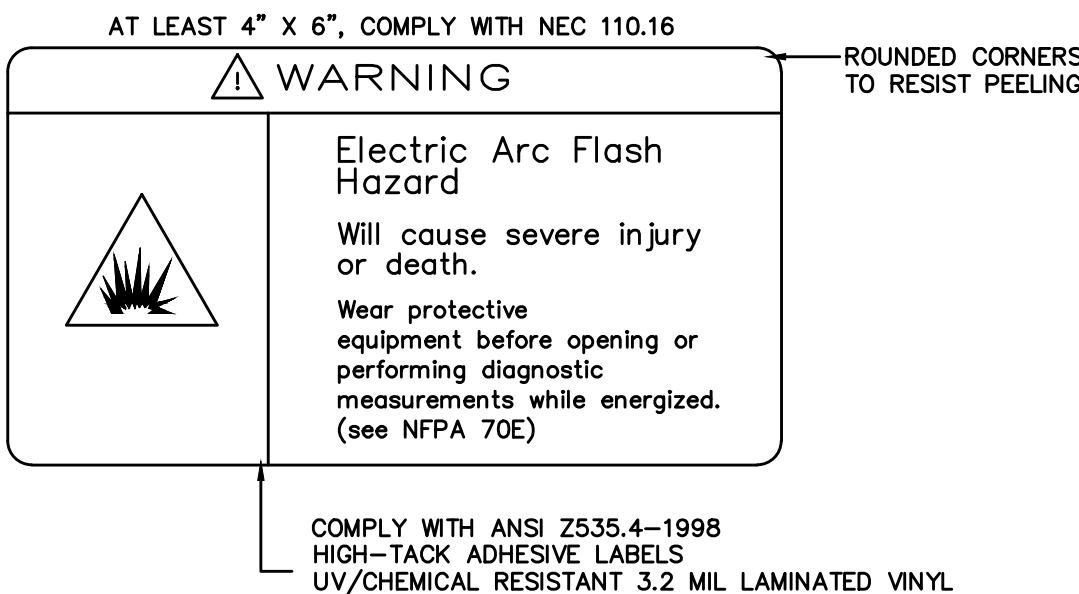 AT LEAST 4” X 6”, COMPLY WITH NEC 110.16
ROUNDED CORNERS
TO RESIST PEELING
! WARNING
Electric Arc Flash
Hazard
Will cause severe injury
or death.
Wear protective
equipment before opening or
performing diagnostic
measurements while energized.
(see NFPA 70E)
COMPLY WITH ANSI Z535.4-1998
HIGH-TACK ADHESIVE LABELS
UV/CHEMICAL RESISTANT 3.2 MIL LAMINATED VINYL